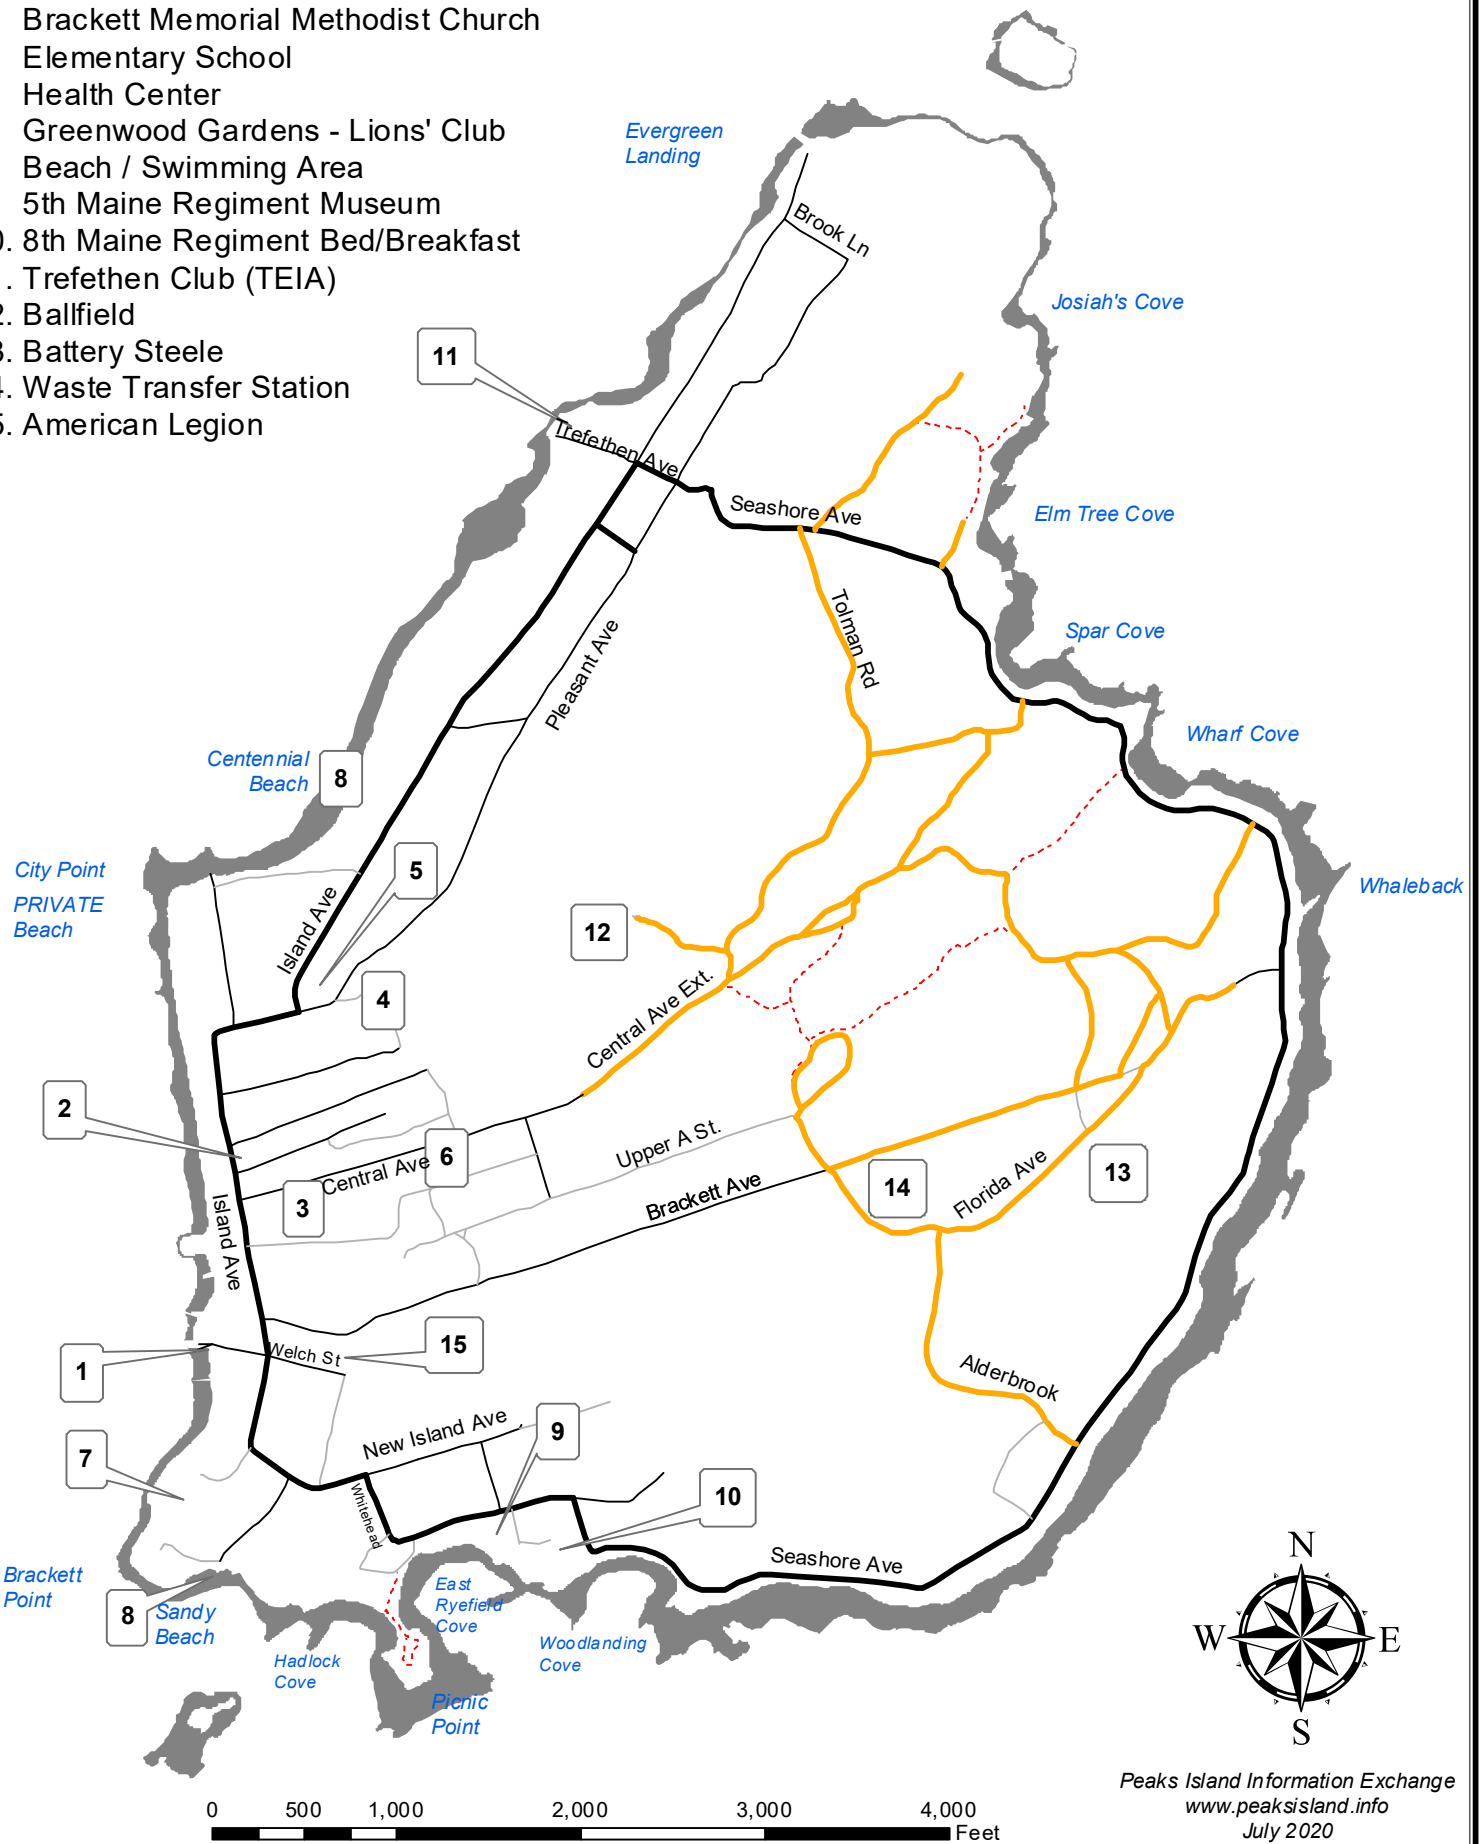 Brackett Memorial Methodist Church
Elementary School
Health Center
Greenwood Gardens - Lions' Club
Beach / Swimming Area
5th Maine Regiment Museum
. 8th Maine Regiment Bed/Breakfast
. Trefethen Club (TEIA)
. Ballfield
. Battery Steele
. Waste Transfer Station
. American Legion
Evergreen
Landing
Brook Ln
Josiah's Cove
11
Trefethen Ave
Seashore Ave
Elm Tree Cove
Tolman Rd
Spar Cove
Pleasant Ave
Wharf Cove
Centennial
Beach
8
City Point
PRIVATE
Beach
5
Whaleback
Island Ave
12
4
Central Ave Ext.
2
6
Central Ave
Upper A St.
3
Brackett Ave
14
13
Florida Ave
Island Ave
1
Welch St
15
Alderbrook
New Island Ave
9
7
10
Whitehead
Seashore Ave
Brackett
Point
8
Sandy
Beach
East
Ryefield
Cove
Hadlock
Cove
Woodlanding
Cove
Picnic
Point
N
W
E
S
Peaks Island Information Exchange
www.peaksisland.info
July 2020
0 500 1,000 2,000 3,000 4,000
Feet